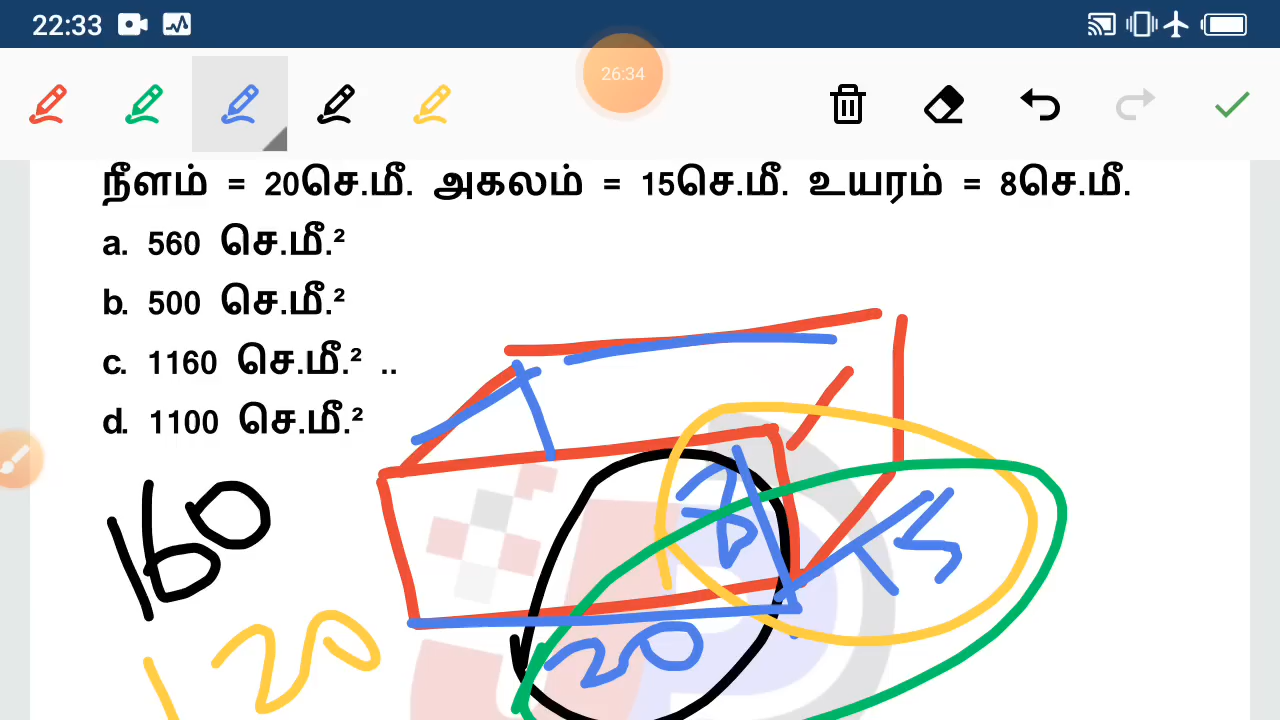 22:33
26:34
நீளம் = 20செ.மீ. அகலம் = 15செ.மீ. உயரம் = 8செ.மீ.
a. 560 செ.மீ.²
b. 500 செ.மீ.²
c. 1160 செ.மீ.² ..
d. 1100 செ.மீ.²
8
15
160
20
120